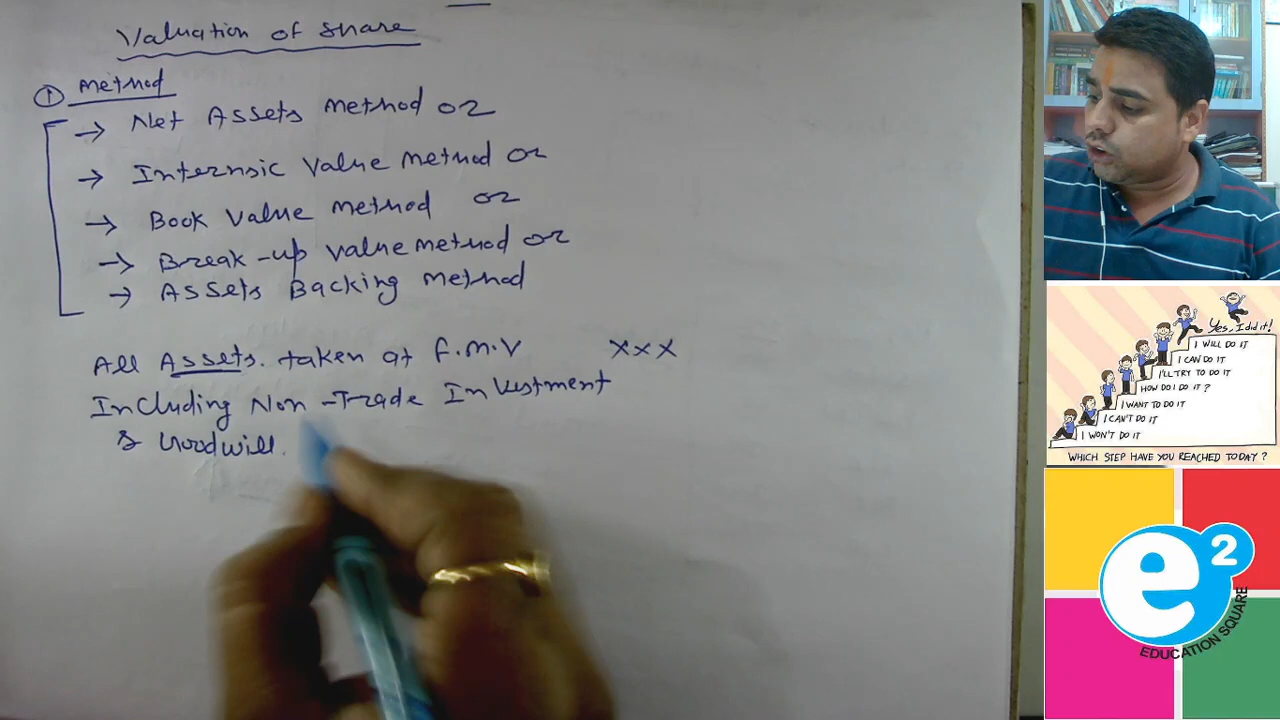 Valuation of share
① Method
→ Net Assets Method or
→ Internsic Value Method or
→ Book Value Method or
→ Break-up Value Method or
→ Assets Backing Method
All Assets. taken at F.M.V xxx
Including Non-Trade Investment
& Goodwill.
Yes, I did it!
I WILL DO IT
I CAN DO IT
I'LL TRY TO DO IT
HOW DO I DO IT ?
I WANT TO DO IT
I CAN'T DO IT
I WON'T DO IT
WHICH STEP HAVE YOU REACHED TODAY ?
e2
EDUCATION SQUARE